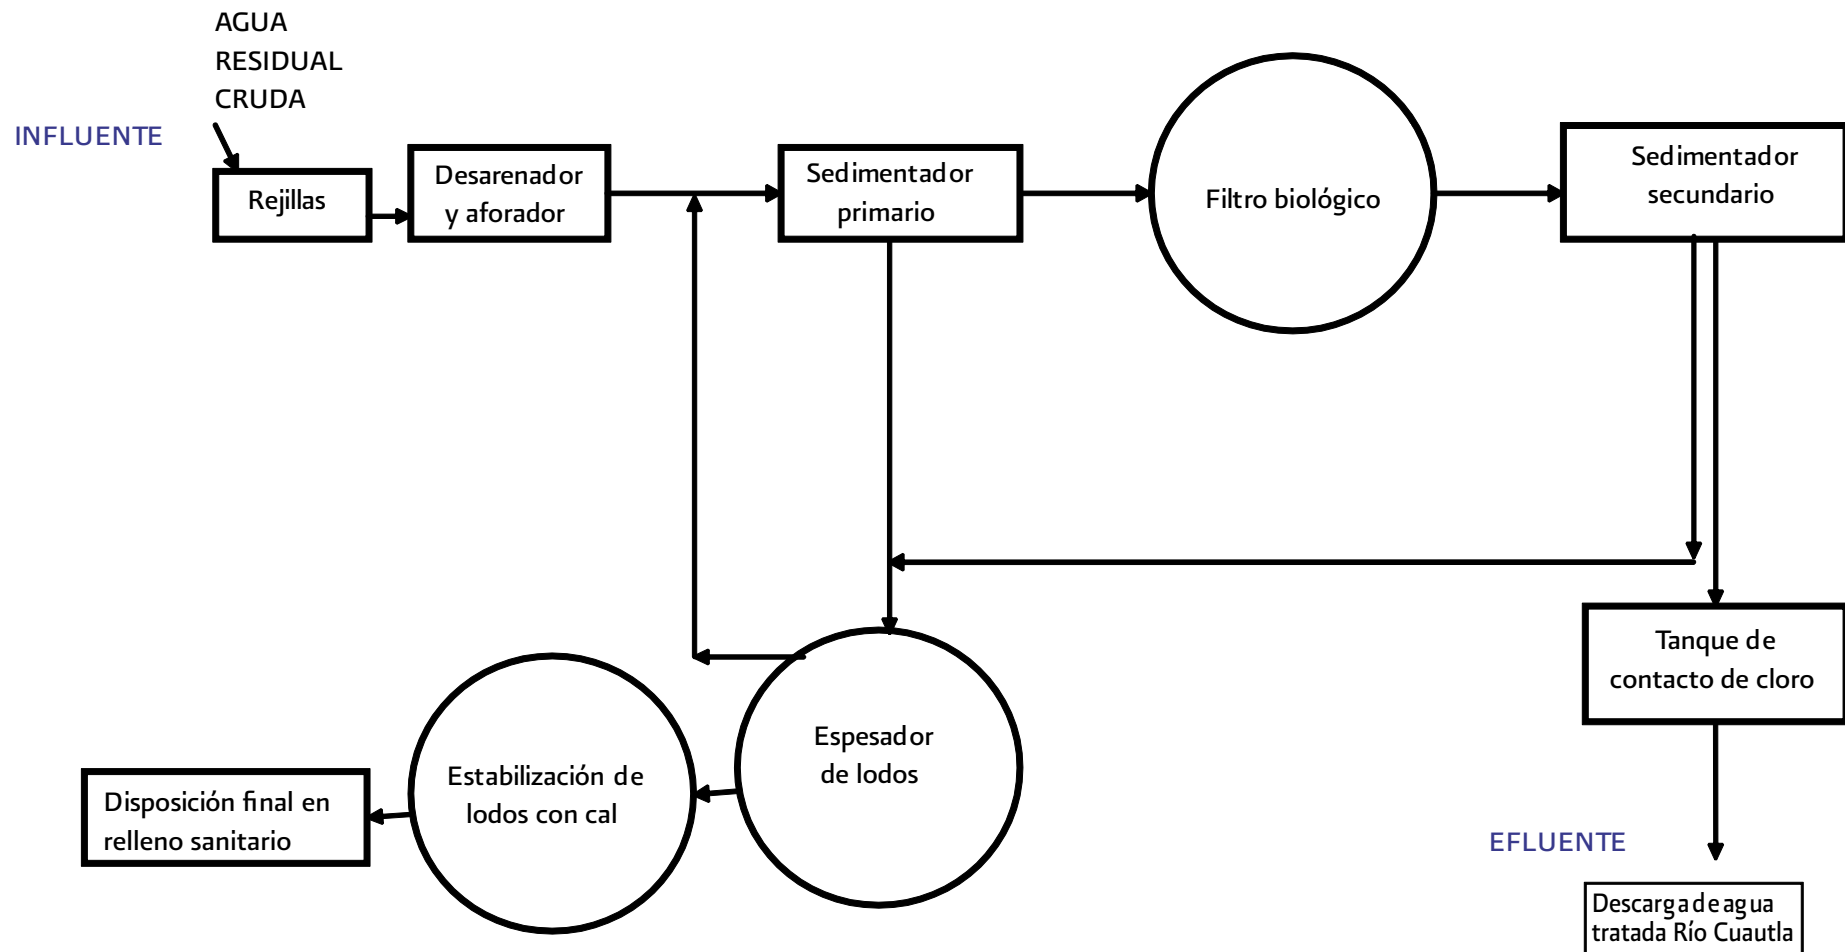 AGUA
RESIDUAL
CRUDA
INFLUENTE
Rejillas
Desarenador
y aforador
Sedimentador
primario
Filtro biológico
Sedimentador
secundario
Tanque de
contacto de cloro
Espesador
de lodos
Estabilización de
lodos con cal
Disposición final en
relleno sanitario
EFLUENTE
Descarga de agua
tratada Río Cuautla